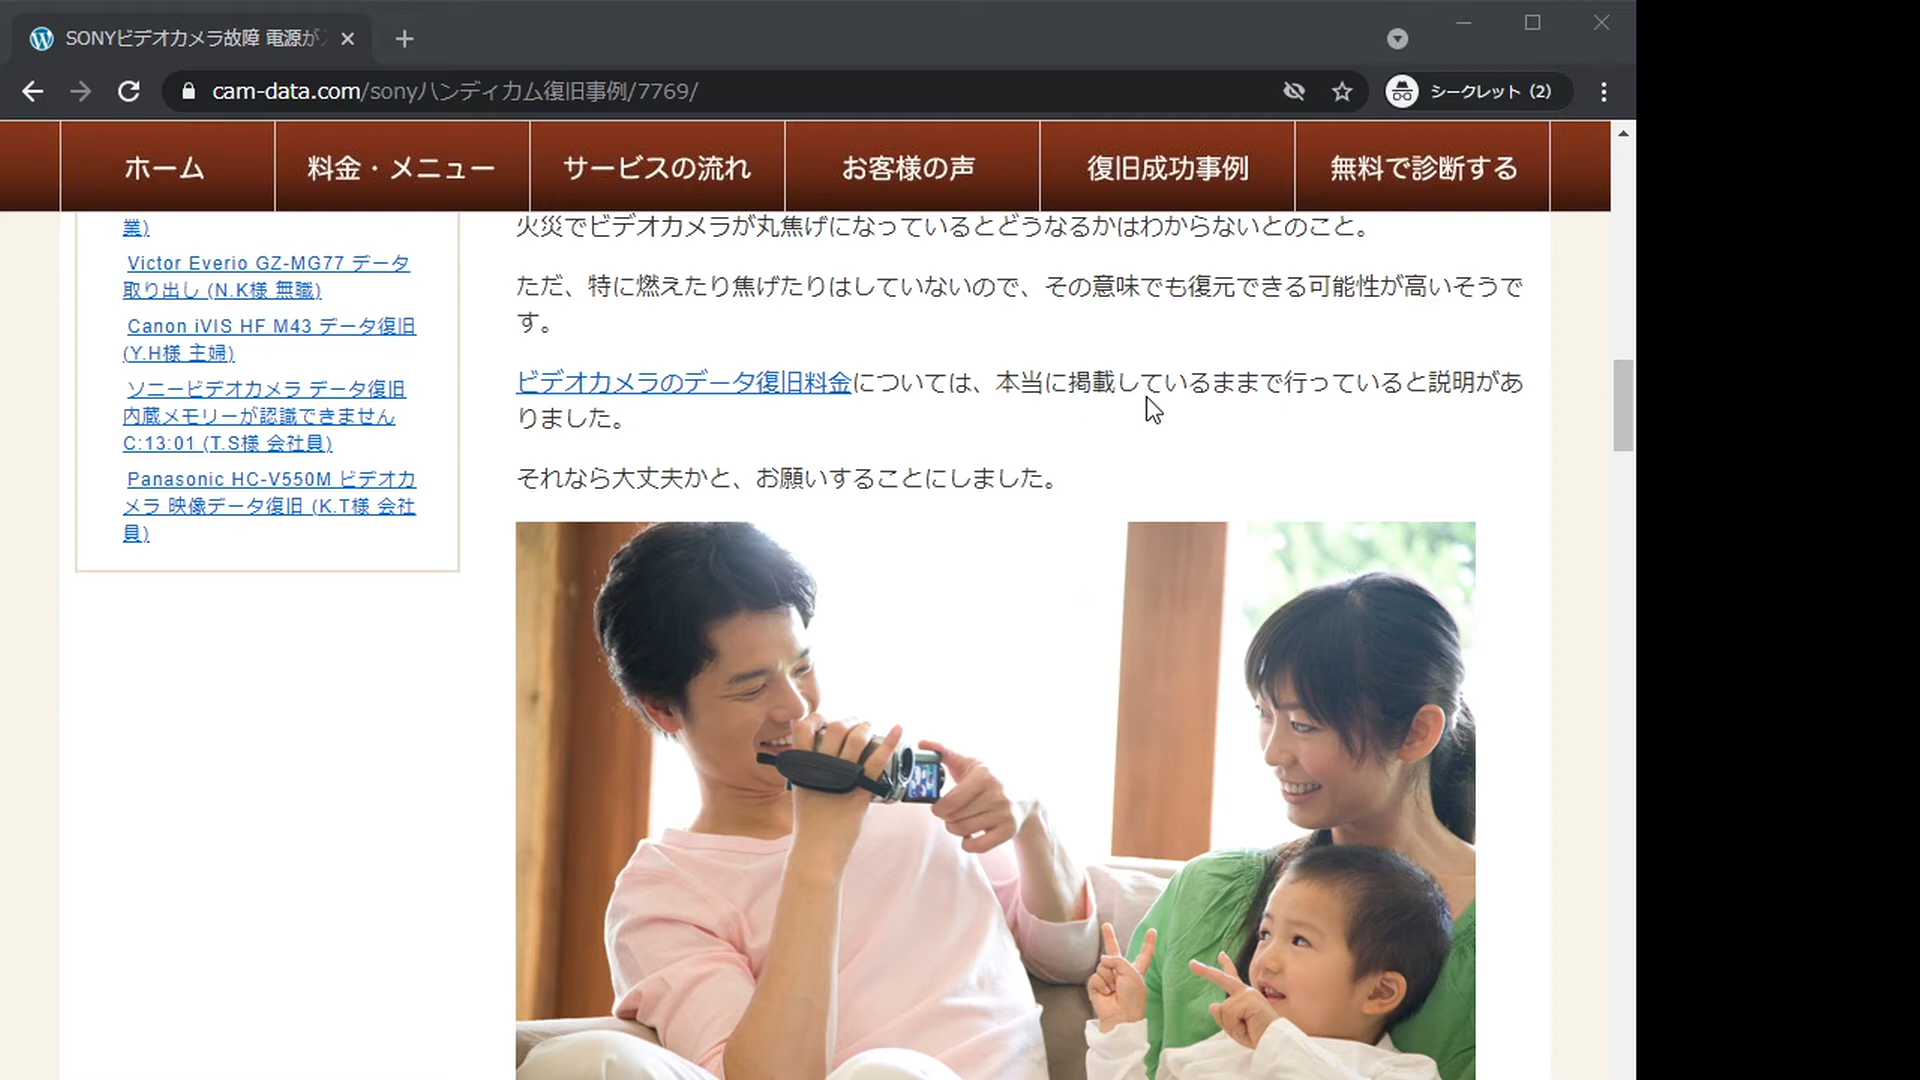 SONYビデオカメラ故障 電源が
cam-data.com/sonyハンディカム復旧事例/7769/
シークレット (2)
ホーム
料金・メニュー
サービスの流れ
お客様の声
復旧成功事例
無料で診断する
業)
Victor Everio GZ-MG77 データ
取り出し (N.K様 無職)
Canon iVIS HF M43 データ復旧
(Y.H様 主婦)
ソニービデオカメラ データ復旧
内蔵メモリーが認識できません
C:13:01 (T.S様 会社員)
Panasonic HC-V550M ビデオカ
メラ 映像データ復旧 (K.T様 会社
員)
火災でビデオカメラが丸焦げになっているとどうなるかはわからないとのこと。
ただ、特に燃えたり焦げたりはしていないので、その意味でも復元できる可能性が高いそうで
す。
ビデオカメラのデータ復旧料金については、本当に掲載しているままで行っていると説明があ
りました。
それなら大丈夫かと、お願いすることにしました。